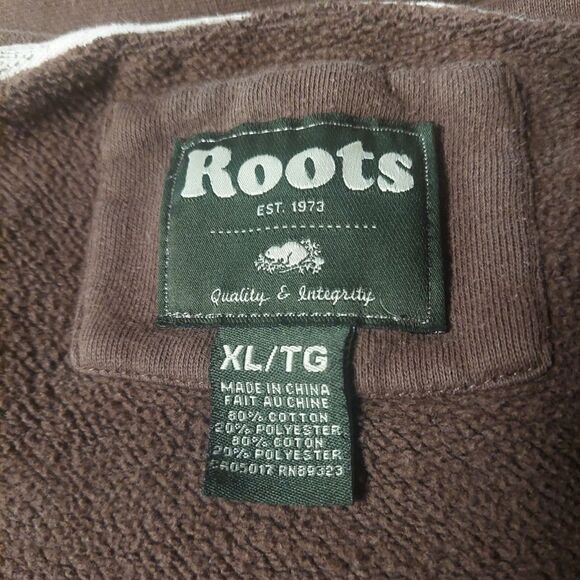 Roots
EST. 1973
Quality & Integrity
XL/TG
MADE IN CHINA
FAIT AU CHINE
80% COTTON
20% POLYESTER
80% COTON
20% POLYESTER
CA05017 RN89323